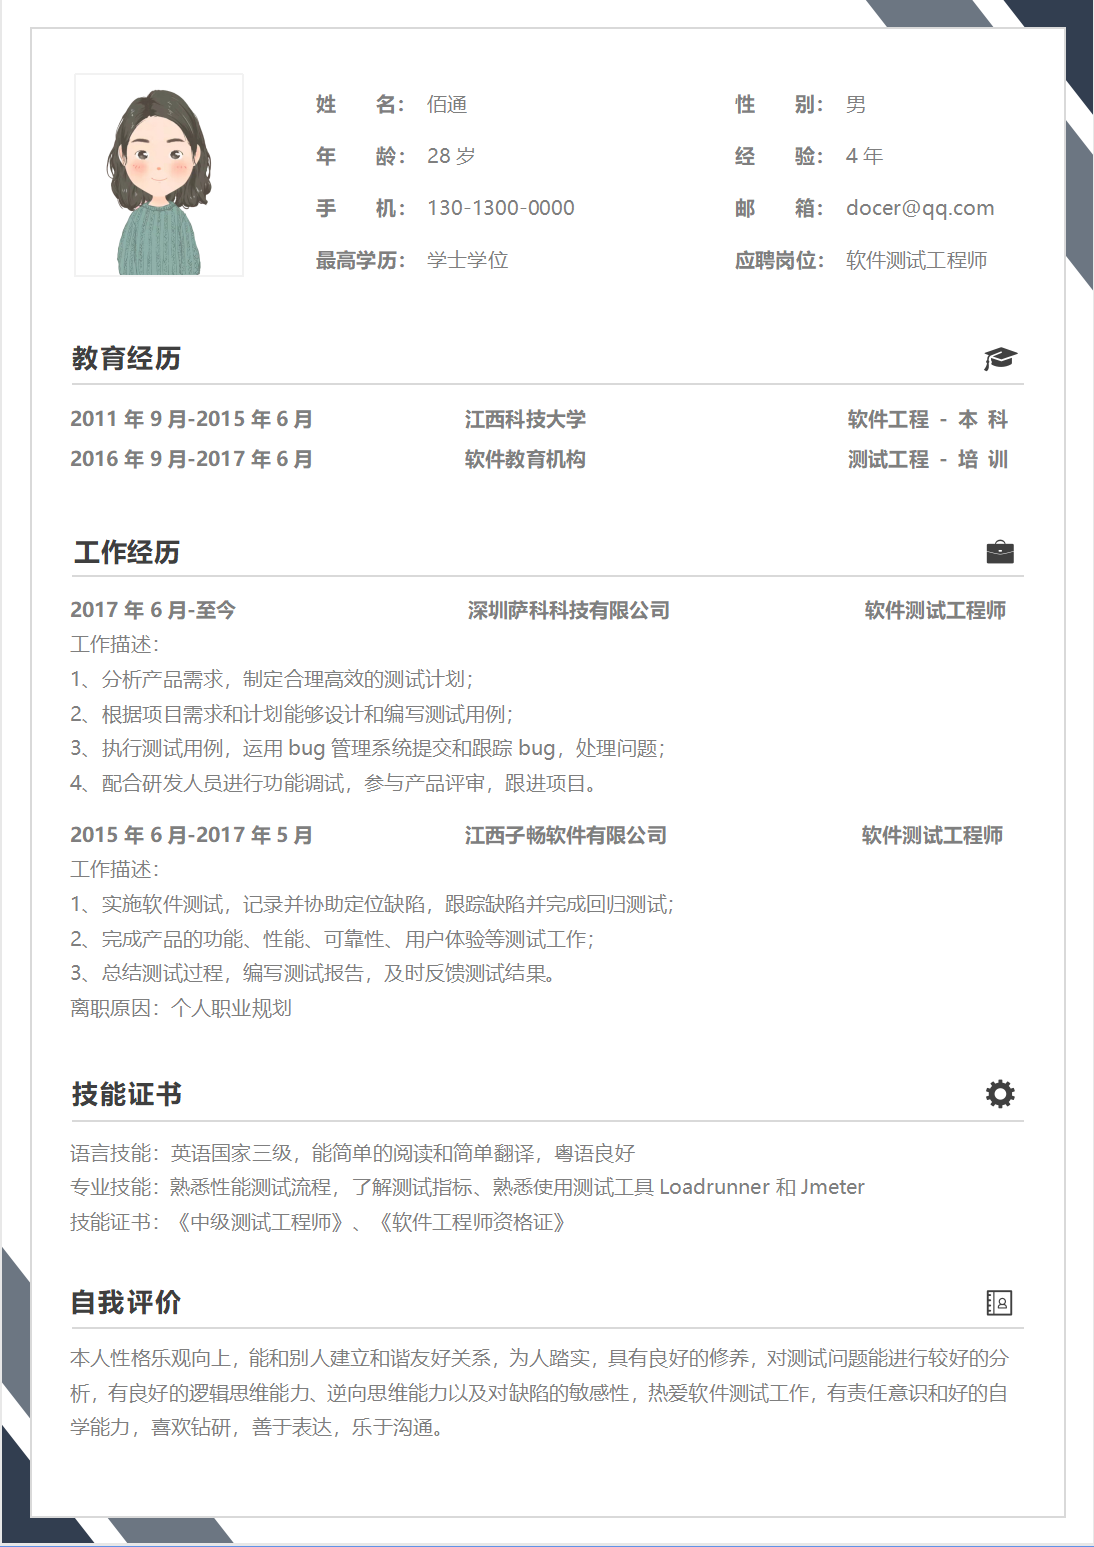 姓 名： 佰通 性 别： 男
年 龄： 28 岁 经 验： 4 年
手 机： 130-1300-0000 邮 箱： docer@qq.com
最高学历： 学士学位 应聘岗位： 软件测试工程师
教育经历
2011 年 9 月-2015 年 6 月 江西科技大学 软件工程 - 本 科
2016 年 9 月-2017 年 6 月 软件教育机构 测试工程 - 培 训
工作经历
2017 年 6 月-至今 深圳萨科科技有限公司 软件测试工程师
工作描述：
1、分析产品需求，制定合理高效的测试计划；
2、根据项目需求和计划能够设计和编写测试用例；
3、执行测试用例，运用 bug 管理系统提交和跟踪 bug，处理问题；
4、配合研发人员进行功能调试，参与产品评审，跟进项目。
2015 年 6 月-2017 年 5 月 江西子畅软件有限公司 软件测试工程师
工作描述：
1、实施软件测试，记录并协助定位缺陷，跟踪缺陷并完成回归测试；
2、完成产品的功能、性能、可靠性、用户体验等测试工作；
3、总结测试过程，编写测试报告，及时反馈测试结果。
离职原因：个人职业规划
技能证书
语言技能：英语国家三级，能简单的阅读和简单翻译，粤语良好
专业技能：熟悉性能测试流程，了解测试指标、熟悉使用测试工具 Loadrunner 和 Jmeter
技能证书：《中级测试工程师》、《软件工程师资格证》
自我评价
本人性格乐观向上，能和别人建立和谐友好关系，为人踏实，具有良好的修养，对测试问题能进行较好的分
析，有良好的逻辑思维能力、逆向思维能力以及对缺陷的敏感性，热爱软件测试工作，有责任意识和好的自
学能力，喜欢钻研，善于表达，乐于沟通。